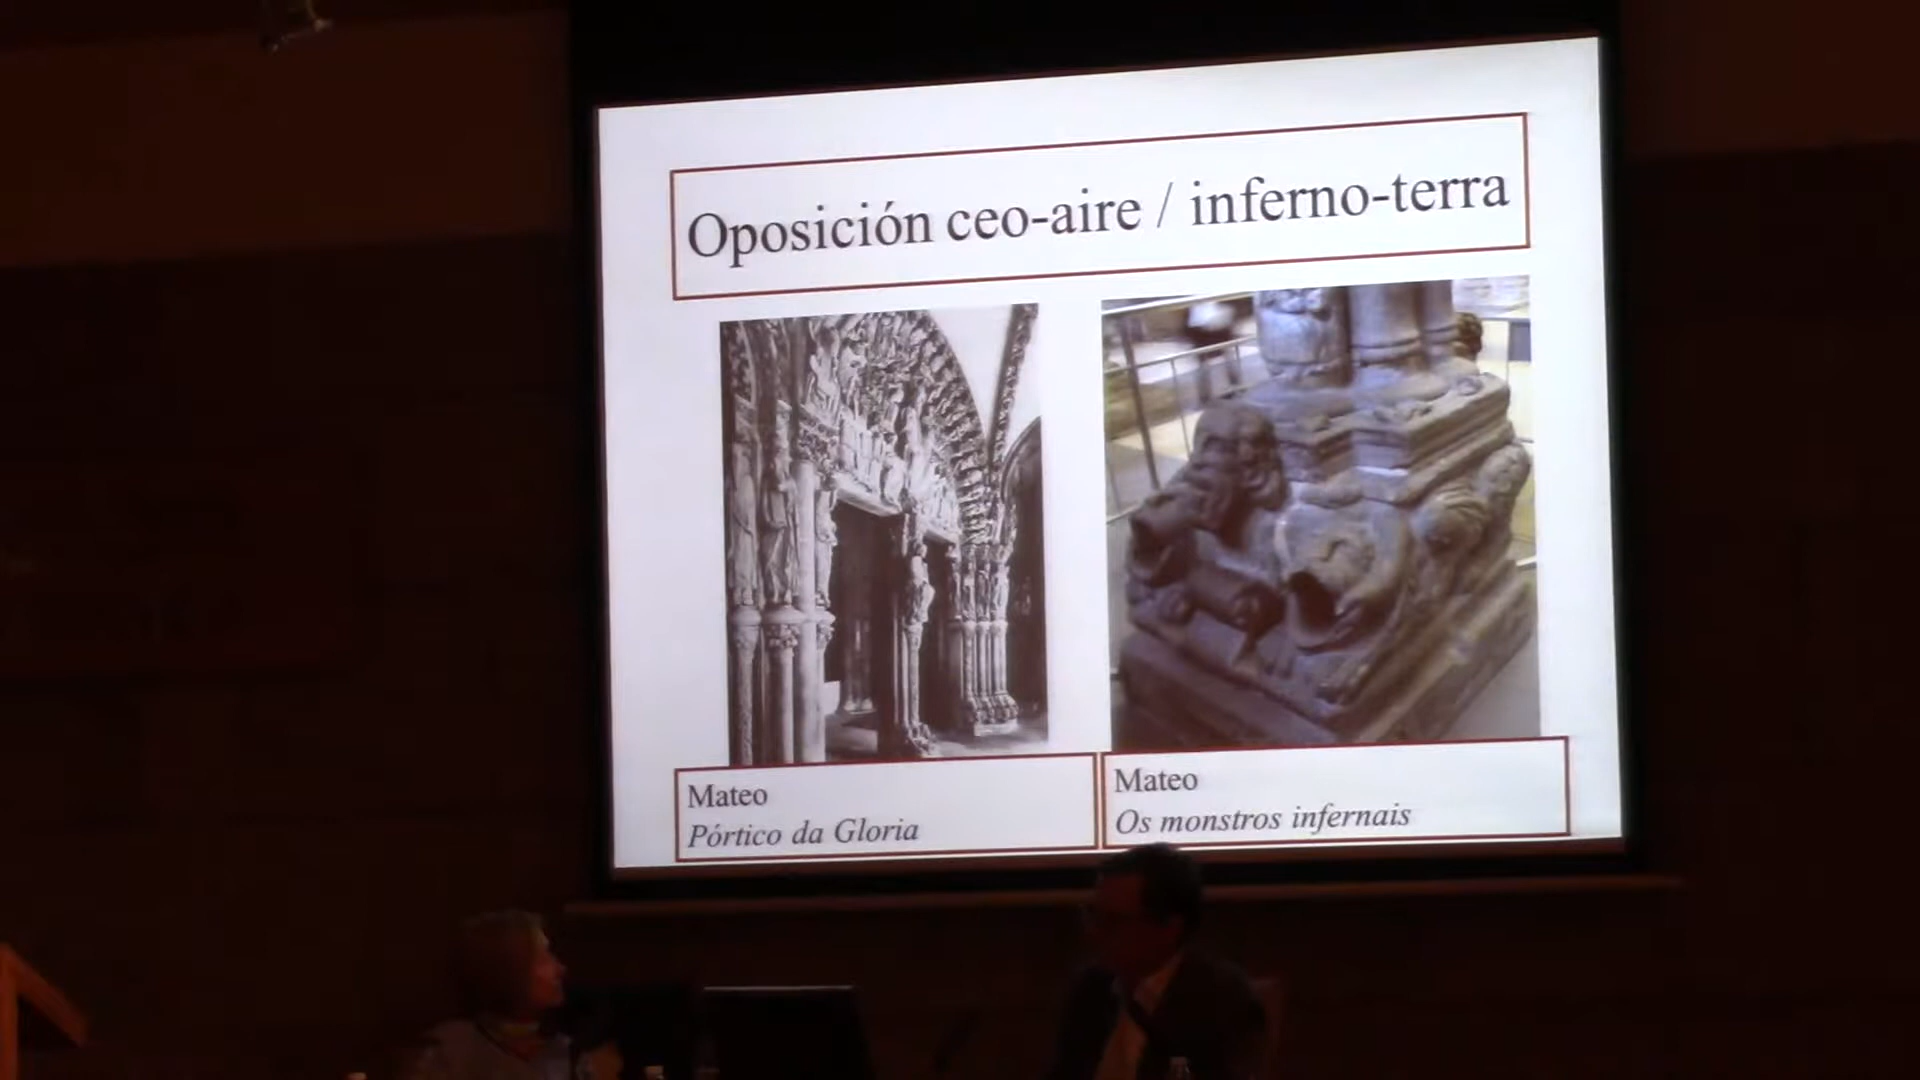 Oposición ceo-aire / inferno-terra
Mateo
Pórtico da Gloria
Mateo
Os monstros infernais